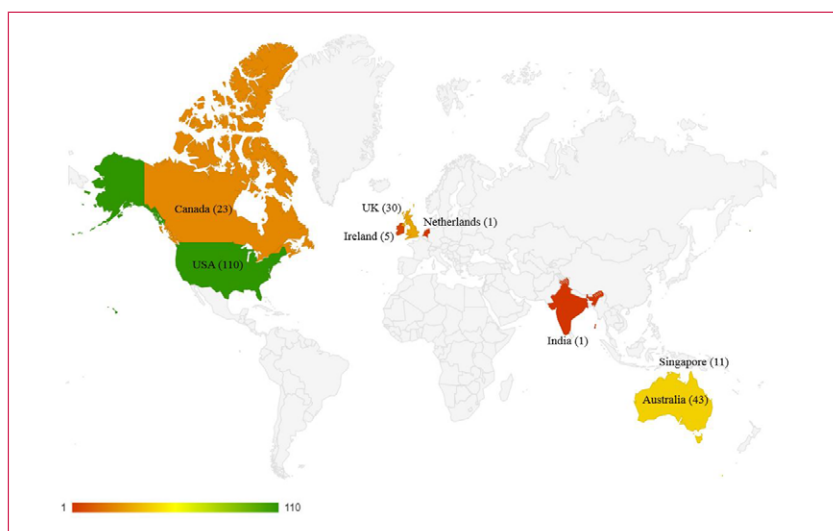 UK (30)
Netherlands (1)
Canada (23)
Ireland (5)
USA (110)
India (1)
Singapore (11)
Australia (43)
1
110